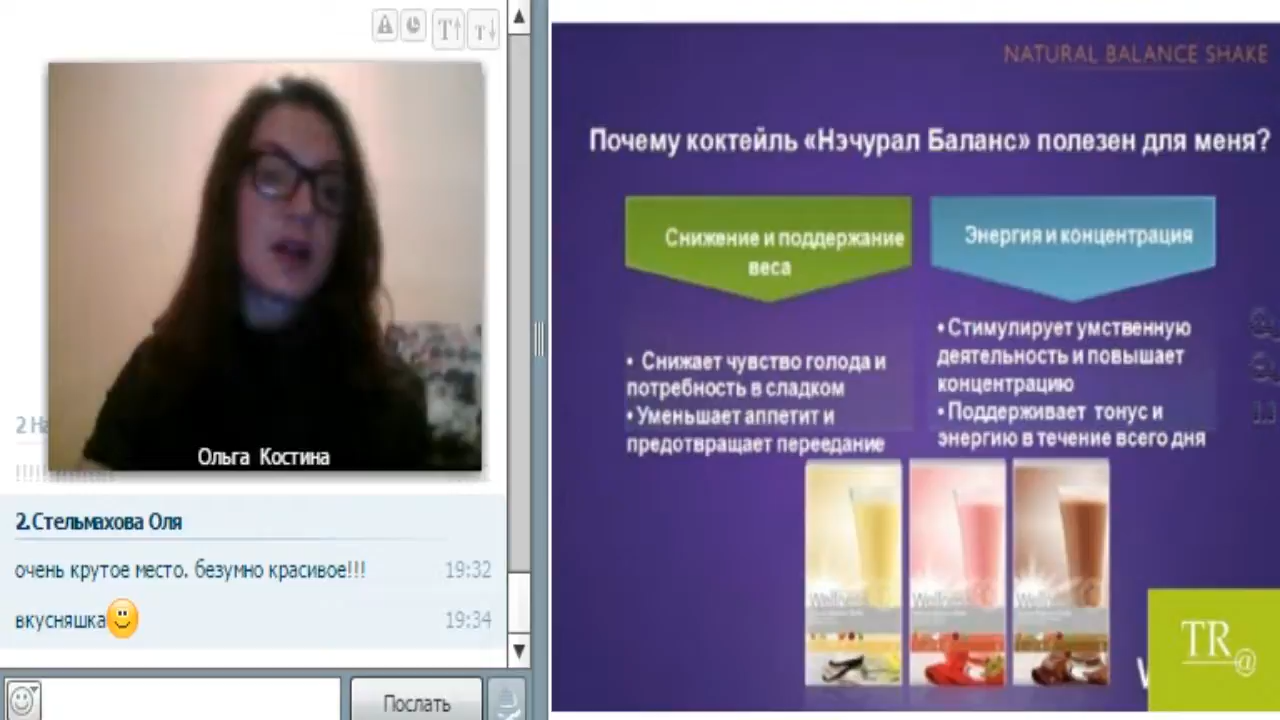 Ольга Костина
2.Стельмахова Оля
очень крутое место. безумно красивое!!!
19:32
вкусняшка
19:34
Послать
NATURAL BALANCE SHAKE
Почему коктейль «Нэчурал Баланс» полезен для меня?
Снижение и поддержание
веса
• Снижает чувство голода и
потребность в сладком
• Уменьшает аппетит и
предотвращает переедание
Энергия и концентрация
• Стимулирует умственную
деятельность и повышает
концентрацию
• Поддерживает тонус и
энергию в течение всего дня
TR@